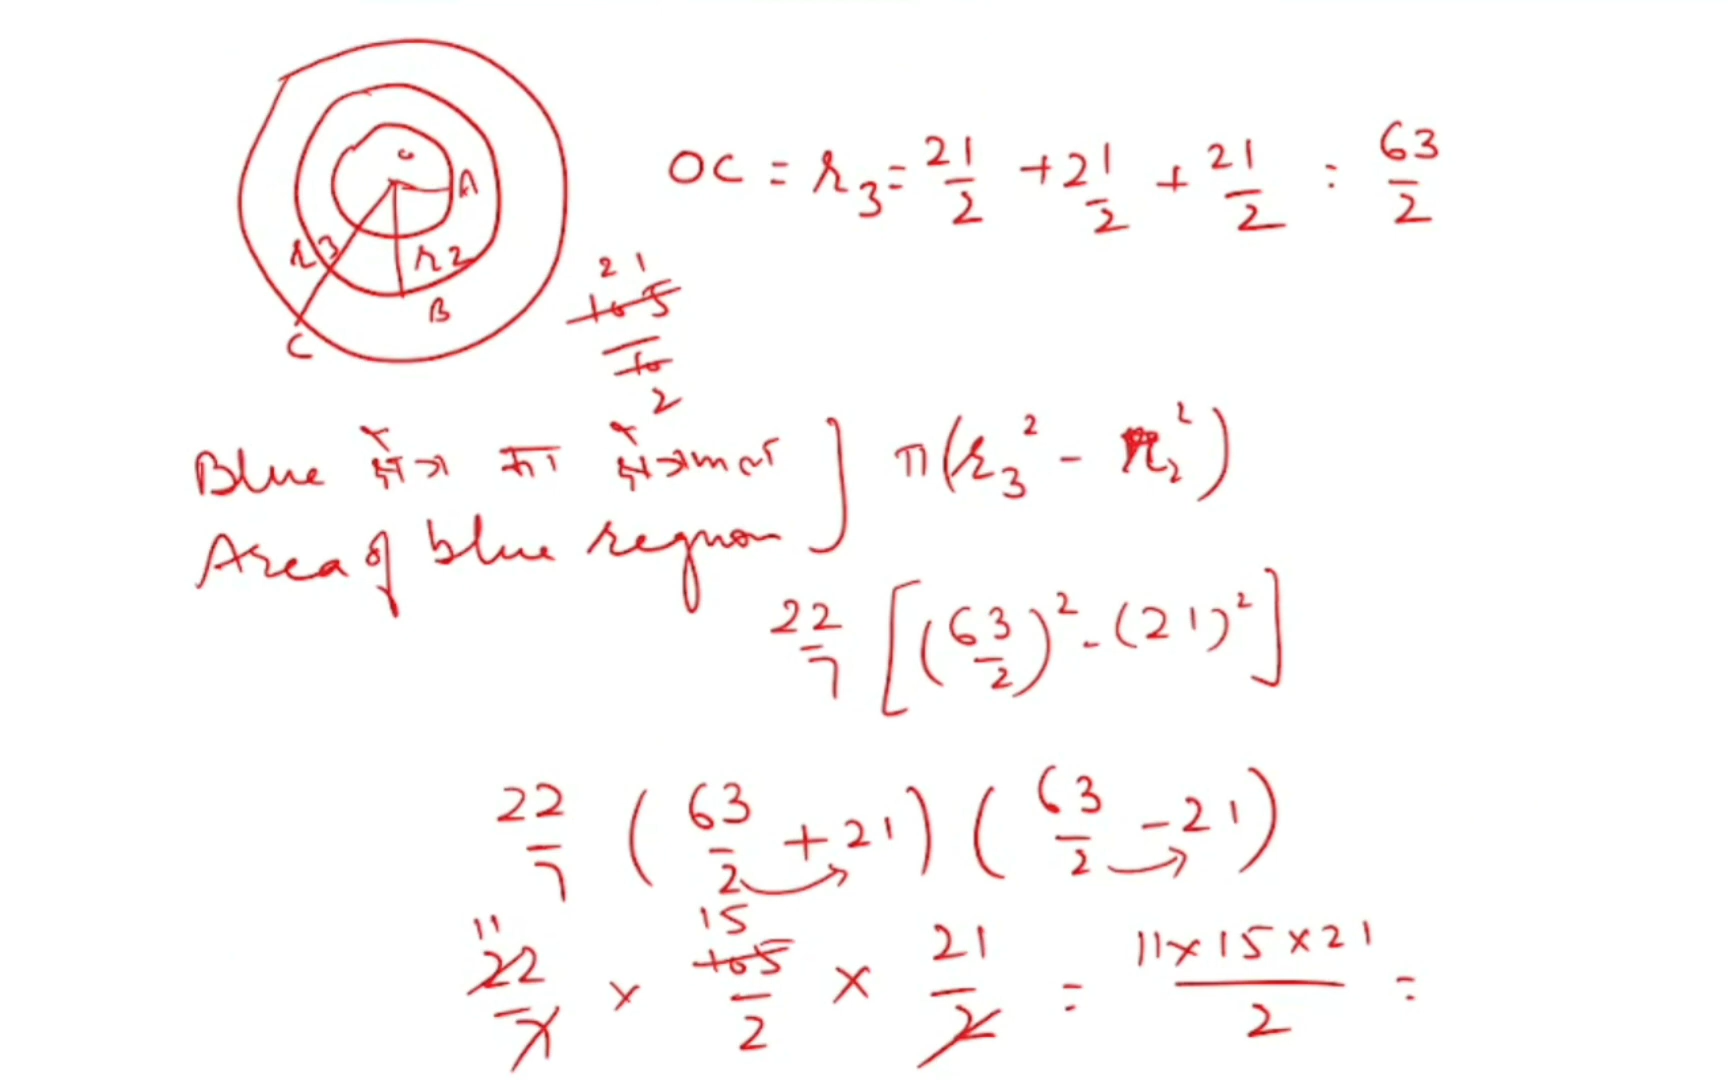 O
A
r3
r2
B
C
OC = r3 = 21/2 + 21/2 + 21/2 : 63/2
21
105
10
2
Blue क्षेत्र का क्षेत्रफल ] π(r3² - r2²)
Area of blue region
22/7 [(63/2)² - (21)²]
22/7 (63/2 + 21) (63/2 - 21)
11 15
22/7 × 105/2 × 21/2 = 11×15×21/2 =